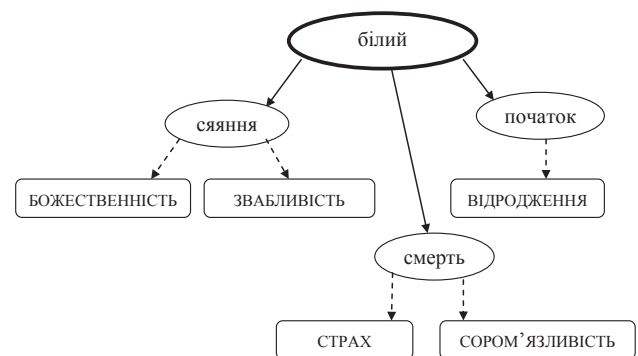 білий
сяяння
початок
БОЖЕСТВЕННІСТЬ
ЗВАБЛИВІСТЬ
ВІДРОДЖЕННЯ
смерть
СТРАХ
СОРОМ’ЯЗЛИВІСТЬ